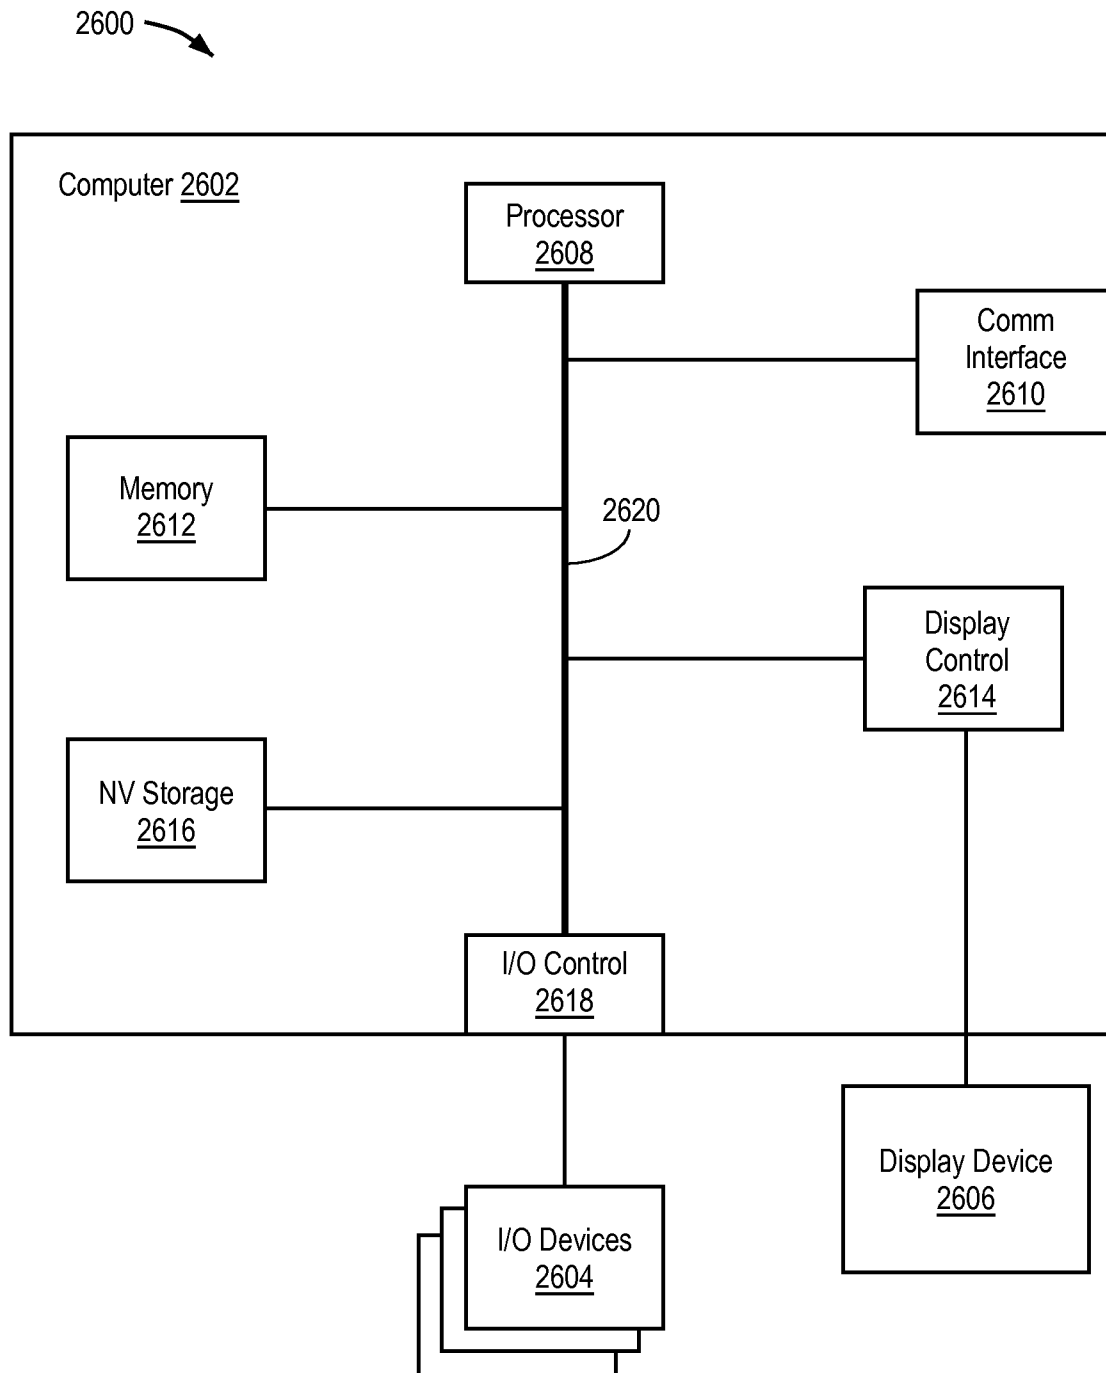 2600
Computer 2602
Processor
2608
Comm
Interface
2610
Memory
2612
2620
Display
Control
2614
NV Storage
2616
I/O Control
2618
Display Device
2606
I/O Devices
2604